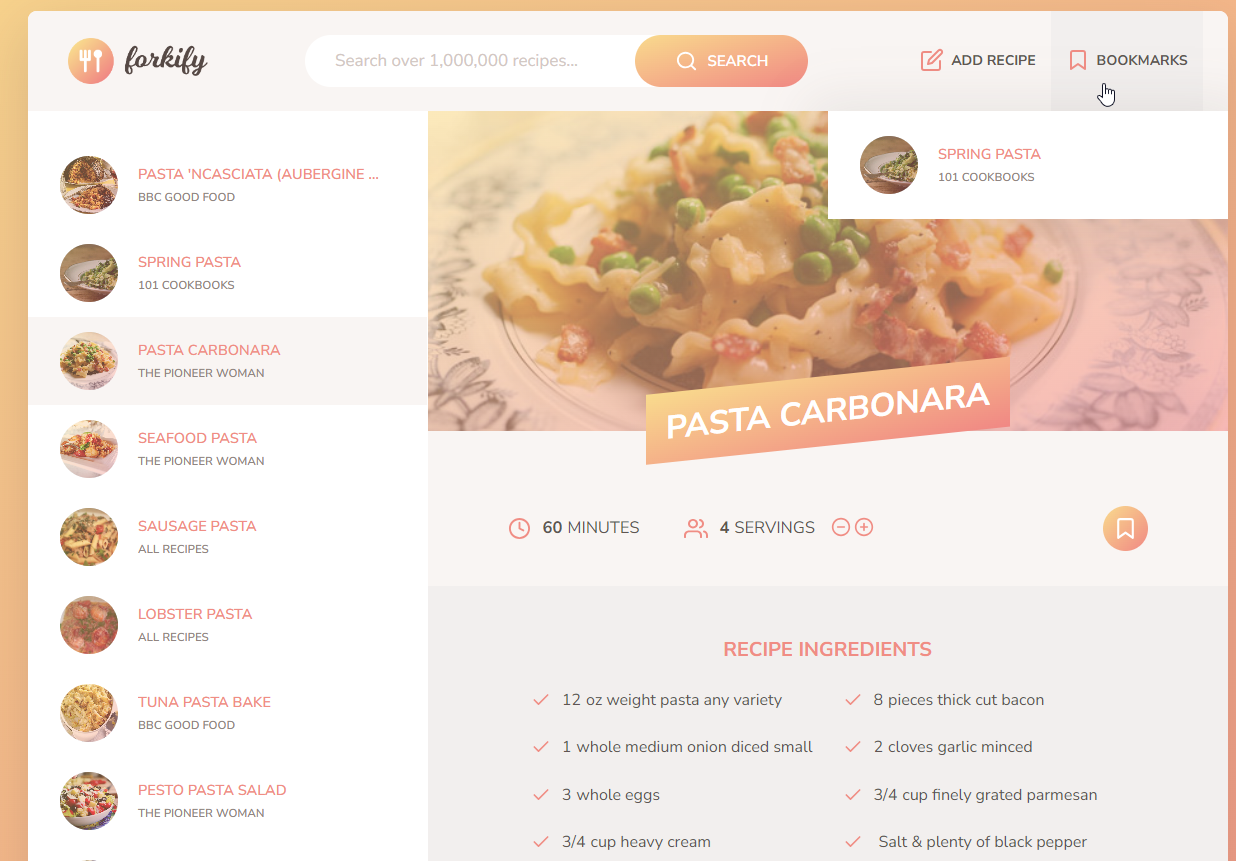 forkify
Search over 1,000,000 recipes...
SEARCH
ADD RECIPE
BOOKMARKS
SPRING PASTA
101 COOKBOOKS
PASTA 'NCASCIATA (AUBERGINE ...
BBC GOOD FOOD
SPRING PASTA
101 COOKBOOKS
PASTA CARBONARA
THE PIONEER WOMAN
SEAFOOD PASTA
THE PIONEER WOMAN
SAUSAGE PASTA
ALL RECIPES
LOBSTER PASTA
ALL RECIPES
TUNA PASTA BAKE
BBC GOOD FOOD
PESTO PASTA SALAD
THE PIONEER WOMAN
PASTA CARBONARA
60 MINUTES
4 SERVINGS
RECIPE INGREDIENTS
12 oz weight pasta any variety
8 pieces thick cut bacon
1 whole medium onion diced small
2 cloves garlic minced
3 whole eggs
3/4 cup finely grated parmesan
3/4 cup heavy cream
Salt & plenty of black pepper